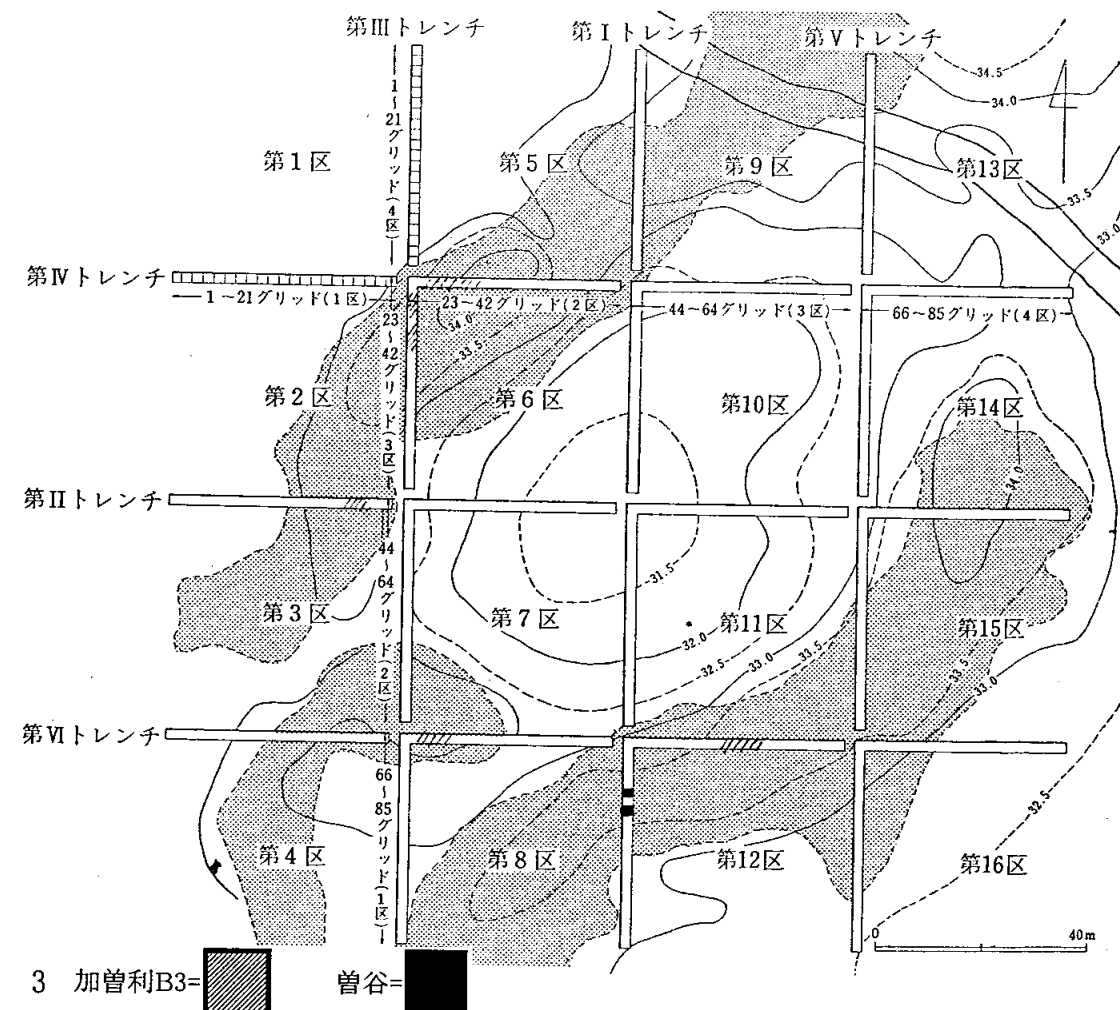 第IIIトレンチ
第Iトレンチ
第Vトレンチ
34.5
34.0
1~21グリッド(4区)
第1区
第5区
第9区
第13区
33.5
33.0
第IVトレンチ
1~21グリッド(1区)
23~42グリッド(2区)
44~64グリッド(3区)
66~85グリッド(4区)
34.0
33.5
23~42グリッド(3区)
第2区
第6区
第10区
第14区
34.0
第IIトレンチ
31.5
44~64グリッド(2区)
第3区
第7区
第11区
第15区
32.0
32.5
33.0
33.5
33.5
33.0
第VIトレンチ
66~85グリッド(1区)
32.5
第4区
第8区
第12区
第16区
0
40m
3 加曽利B3=
曽谷=